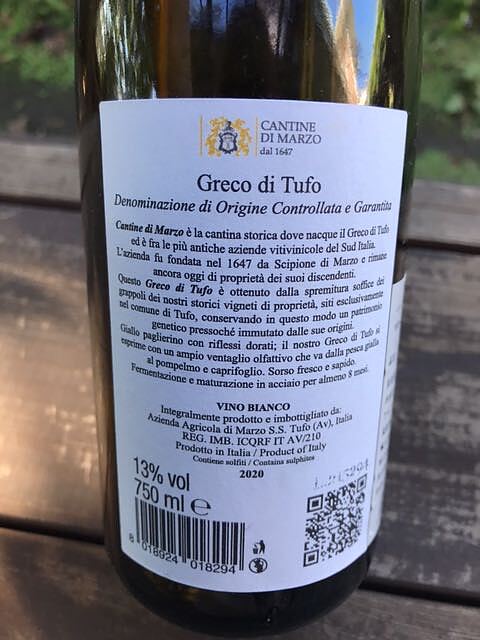 CANTINE
DI MARZO
dal 1647
Greco di Tufo
Denominazione di Origine Controllata e Garantita
Cantine di Marzo è la cantina storica dove nacque il Greco di Tufo
ed è fra le più antiche aziende vitivinicole del Sud Italia.
L'azienda fu fondata nel 1647 da Scipione di Marzo e rimane
ancora oggi di proprietà dei suoi discendenti.
Questo Greco di Tufo è ottenuto dalla spremitura soffice dei
grappoli dei nostri storici vigneti di proprietà, siti esclusivamente
nel comune di Tufo, conservando in questo modo un patrimonio
genetico pressoché immutato dalle sue origini.
Giallo paglierino con riflessi dorati; il nostro Greco di Tufo si
esprime con un ampio ventaglio olfattivo che va dalla pesca gialla
al pompelmo e caprifoglio. Sorso fresco e sapido.
Fermentazione e maturazione in acciaio per almeno 8 mesi.
VINO BIANCO
Integralmente prodotto e imbottigliato da:
Azienda Agricola di Marzo S.S. Tufo (Av), Italia
REG. IMB. ICQRF IT AV/210
Prodotto in Italia / Product of Italy
Contiene solfiti / Contains sulphites
2020
13% vol
750 ml e
8 018924 018294